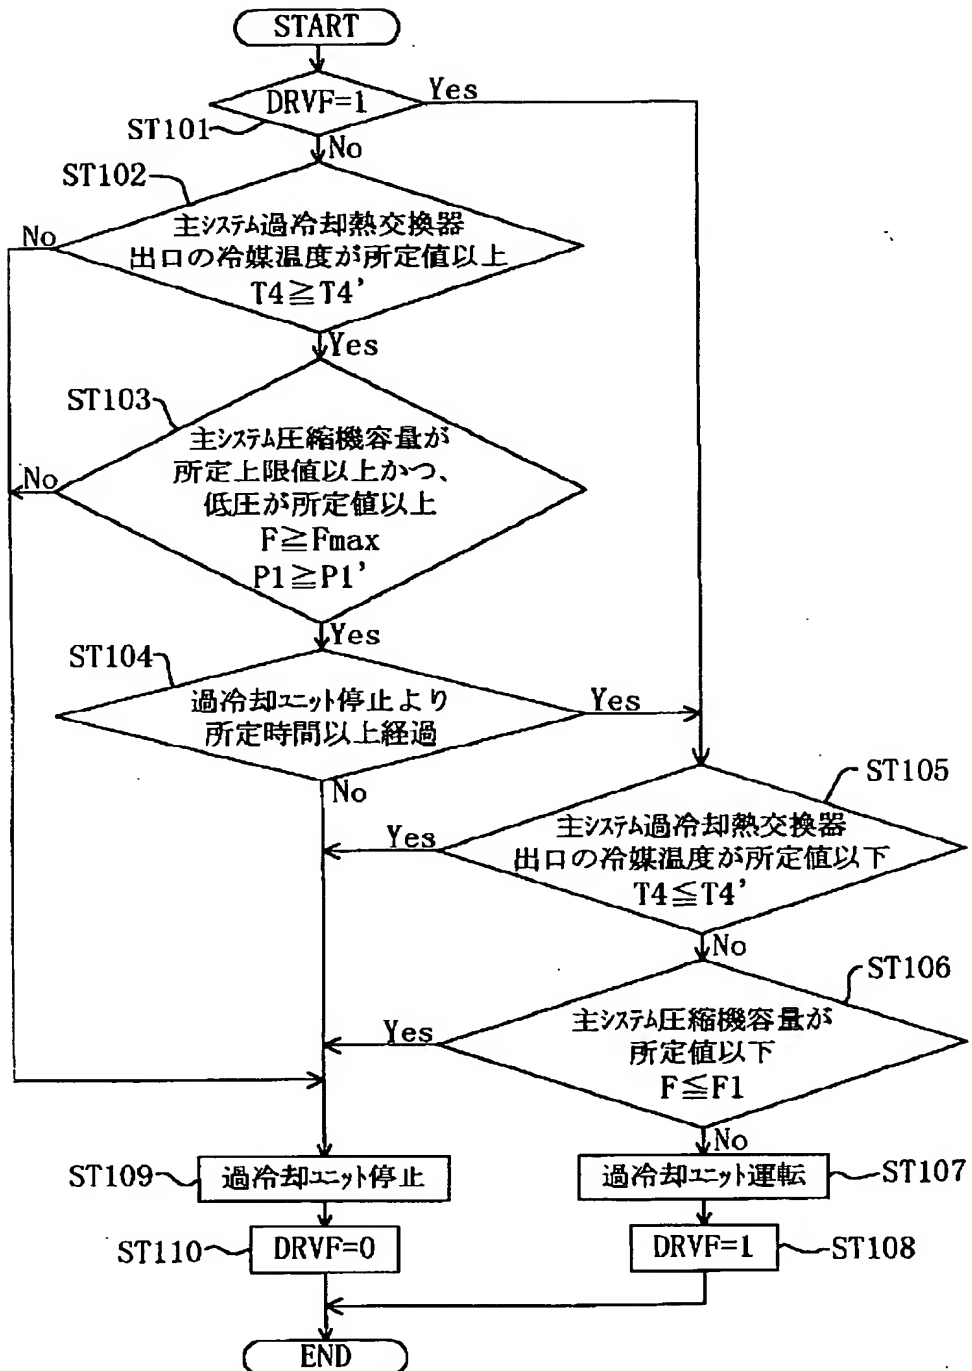 START
DRVF=1
Yes
ST101
No
ST102
主システム過冷却熱交換器
出口の冷媒温度が所定値以上
T4≧T4'
No
Yes
ST103
主システム圧縮機容量が
所定上限値以上かつ、
低圧が所定値以上
F≧Fmax
P1≧P1'
No
Yes
ST104
過冷却ユニット停止より
所定時間以上経過
Yes
No
ST105
主システム過冷却熱交換器
出口の冷媒温度が所定値以下
T4≦T4'
Yes
No
ST106
主システム圧縮機容量が
所定値以下
F≦F1
Yes
No
ST109
過冷却ユニット停止
過冷却ユニット運転
ST107
ST110
DRVF=0
DRVF=1
ST108
END